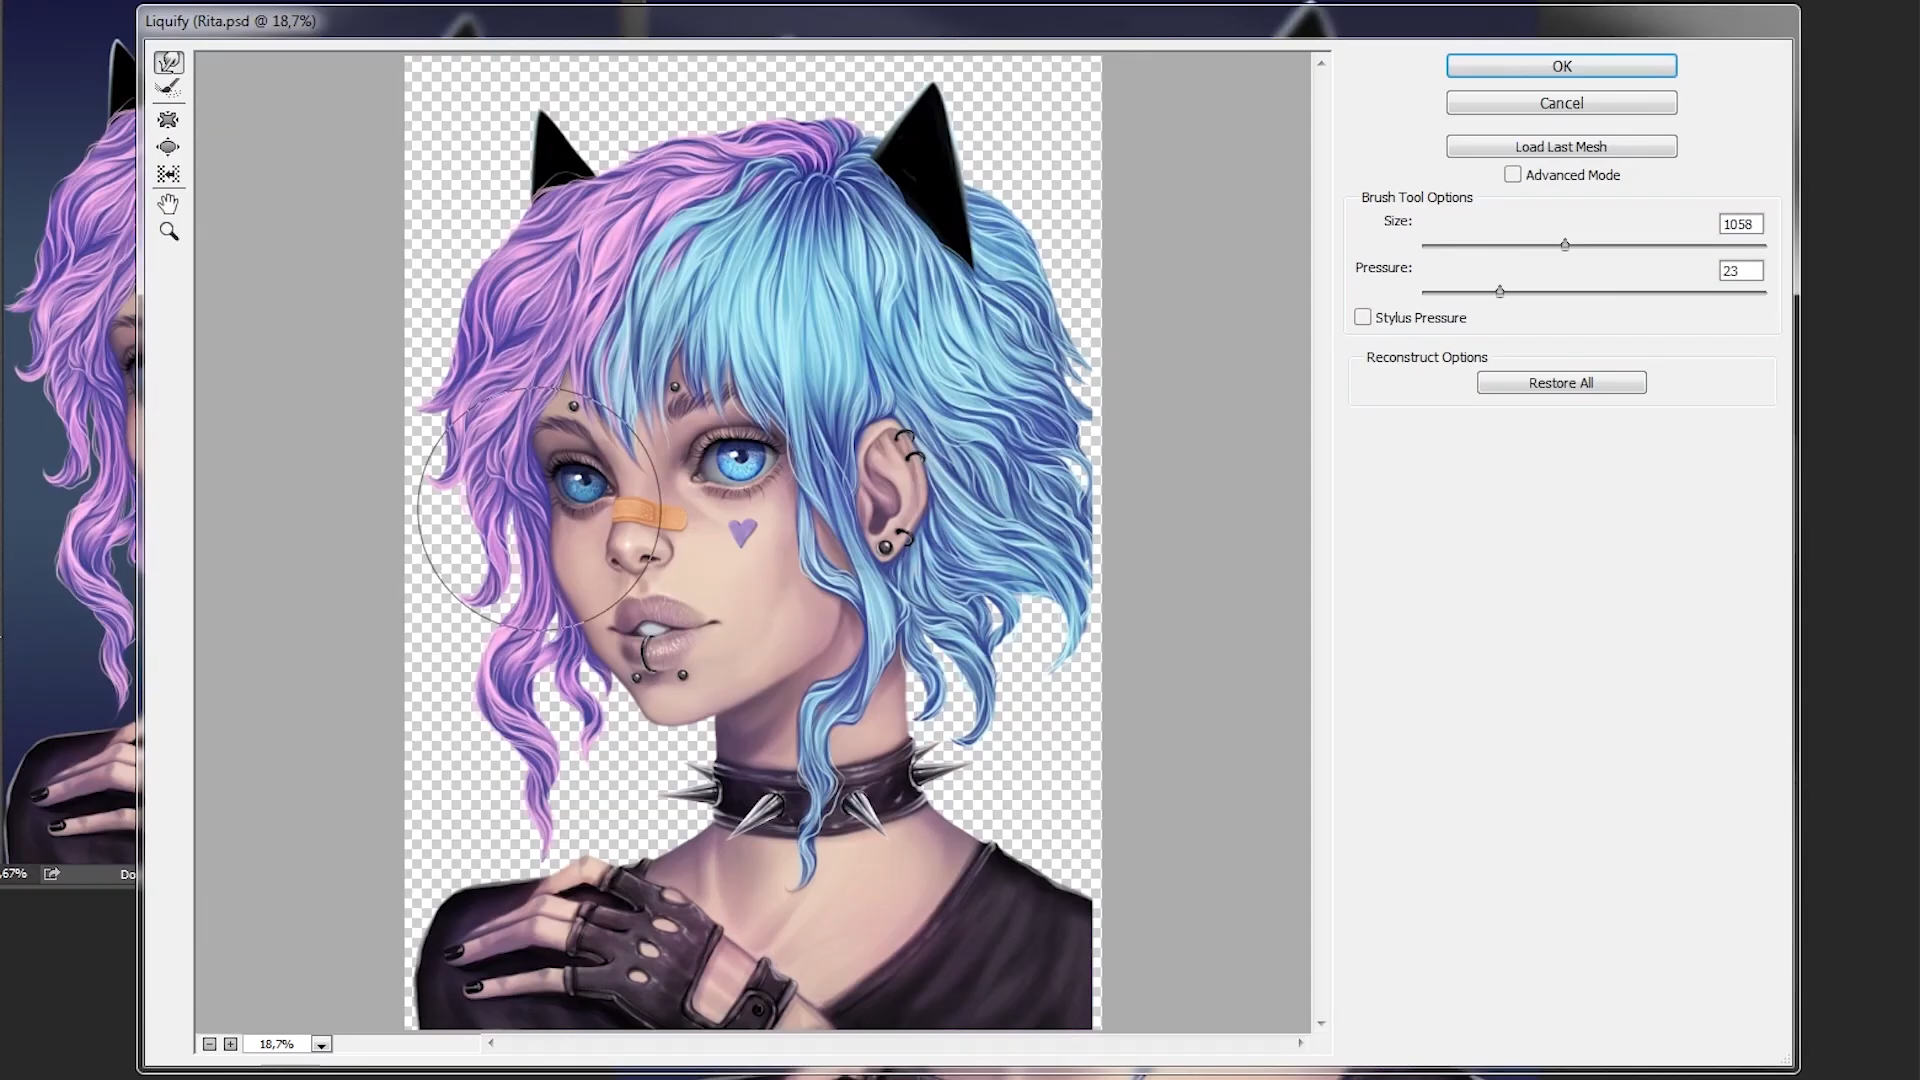 Liquify (Rita.psd @ 18,7%)
OK
Cancel
Load Last Mesh
Advanced Mode
Brush Tool Options
Size:
1058
Pressure:
23
Stylus Pressure
Reconstruct Options
Restore All
,67%
Do
18,7%